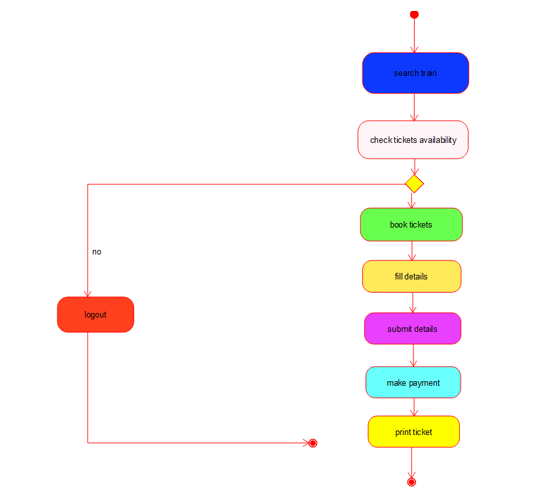 search train
check tickets availability
book tickets
no
fill details
logout
submit details
make payment
print ticket